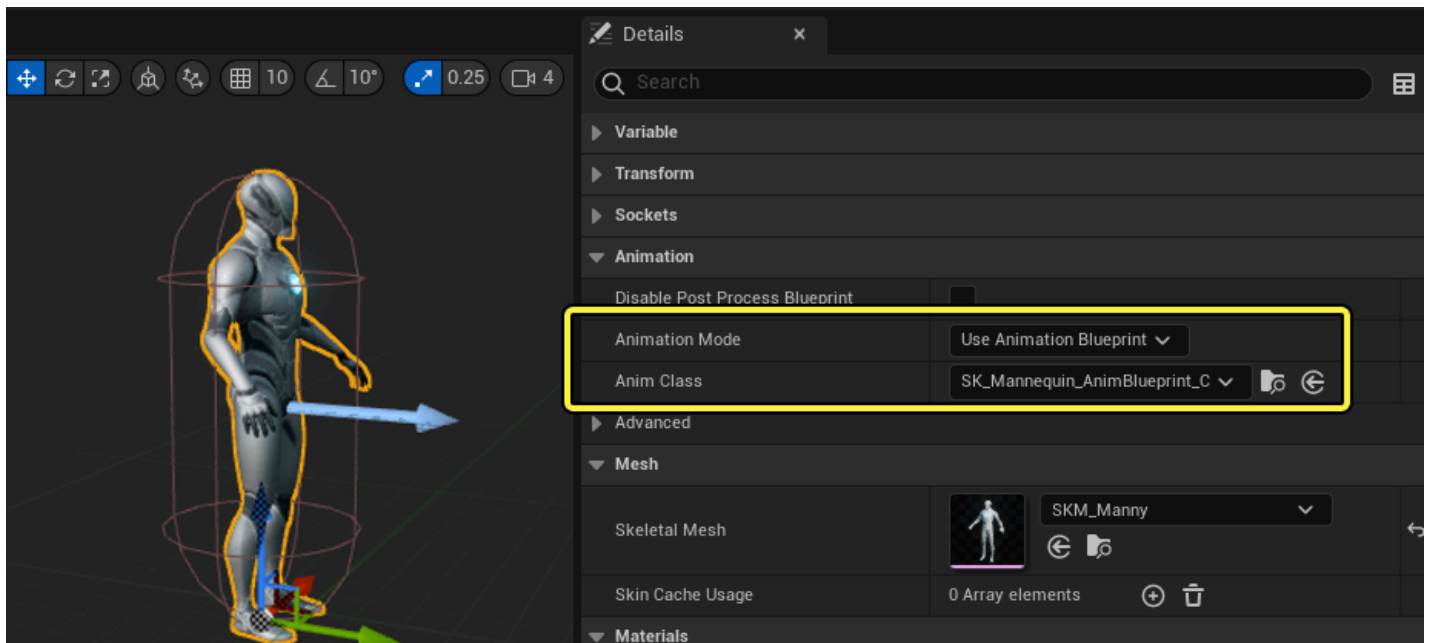 Details
10
10°
0.25
4
Search
Variable
Transform
Sockets
Animation
Disable Post Process Blueprint
Animation Mode
Use Animation Blueprint
Anim Class
SK_Mannequin_AnimBlueprint_C
Advanced
Mesh
Skeletal Mesh
SKM_Manny
Skin Cache Usage
0 Array elements
Materials